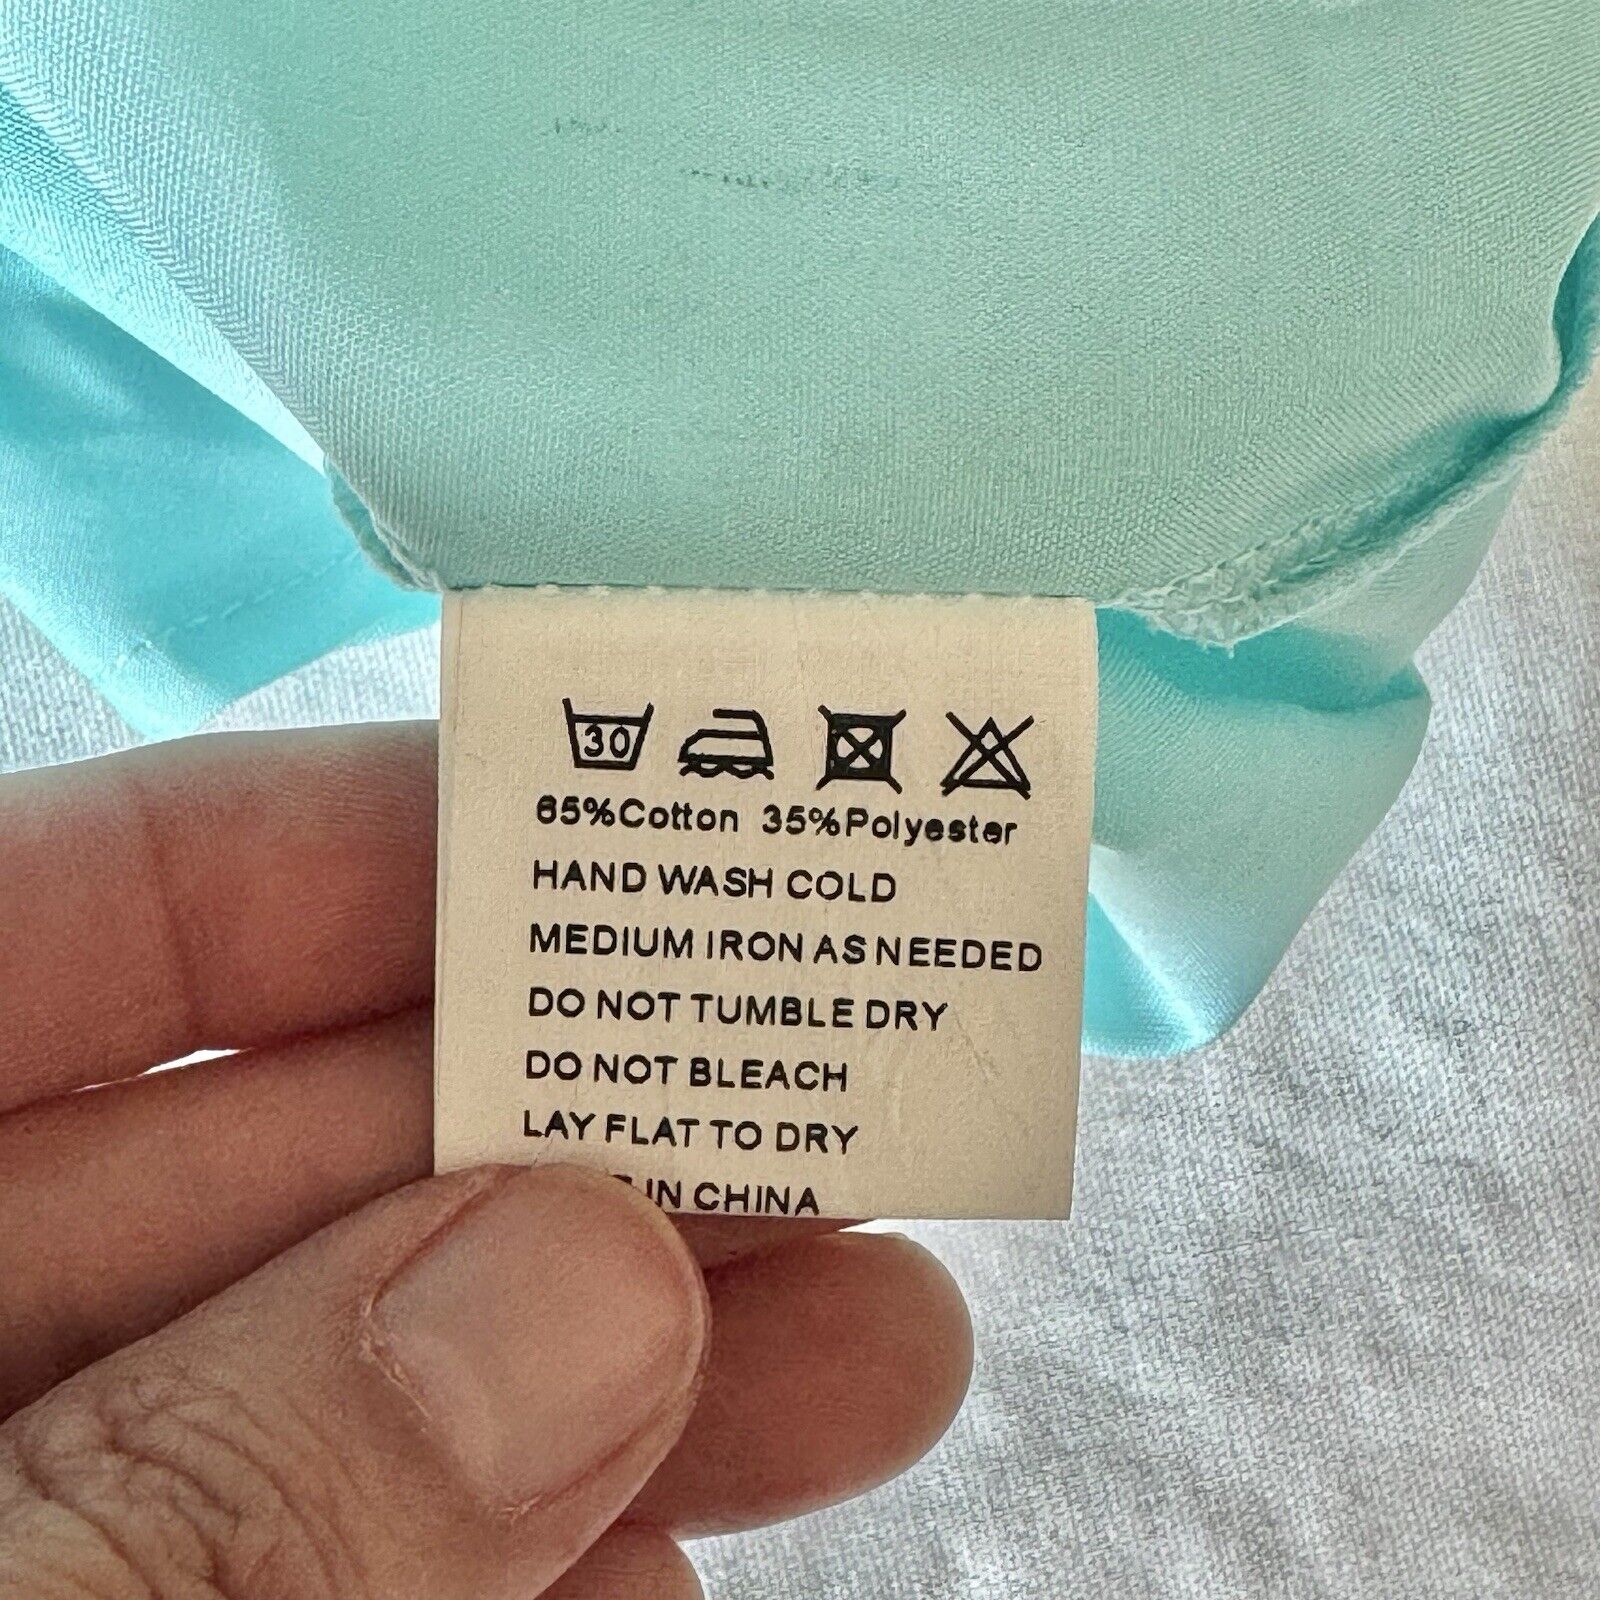 30
65%Cotton 35%Polyester
HAND WASH COLD
MEDIUM IRON AS NEEDED
DO NOT TUMBLE DRY
DO NOT BLEACH
LAY FLAT TO DRY
IN CHINA